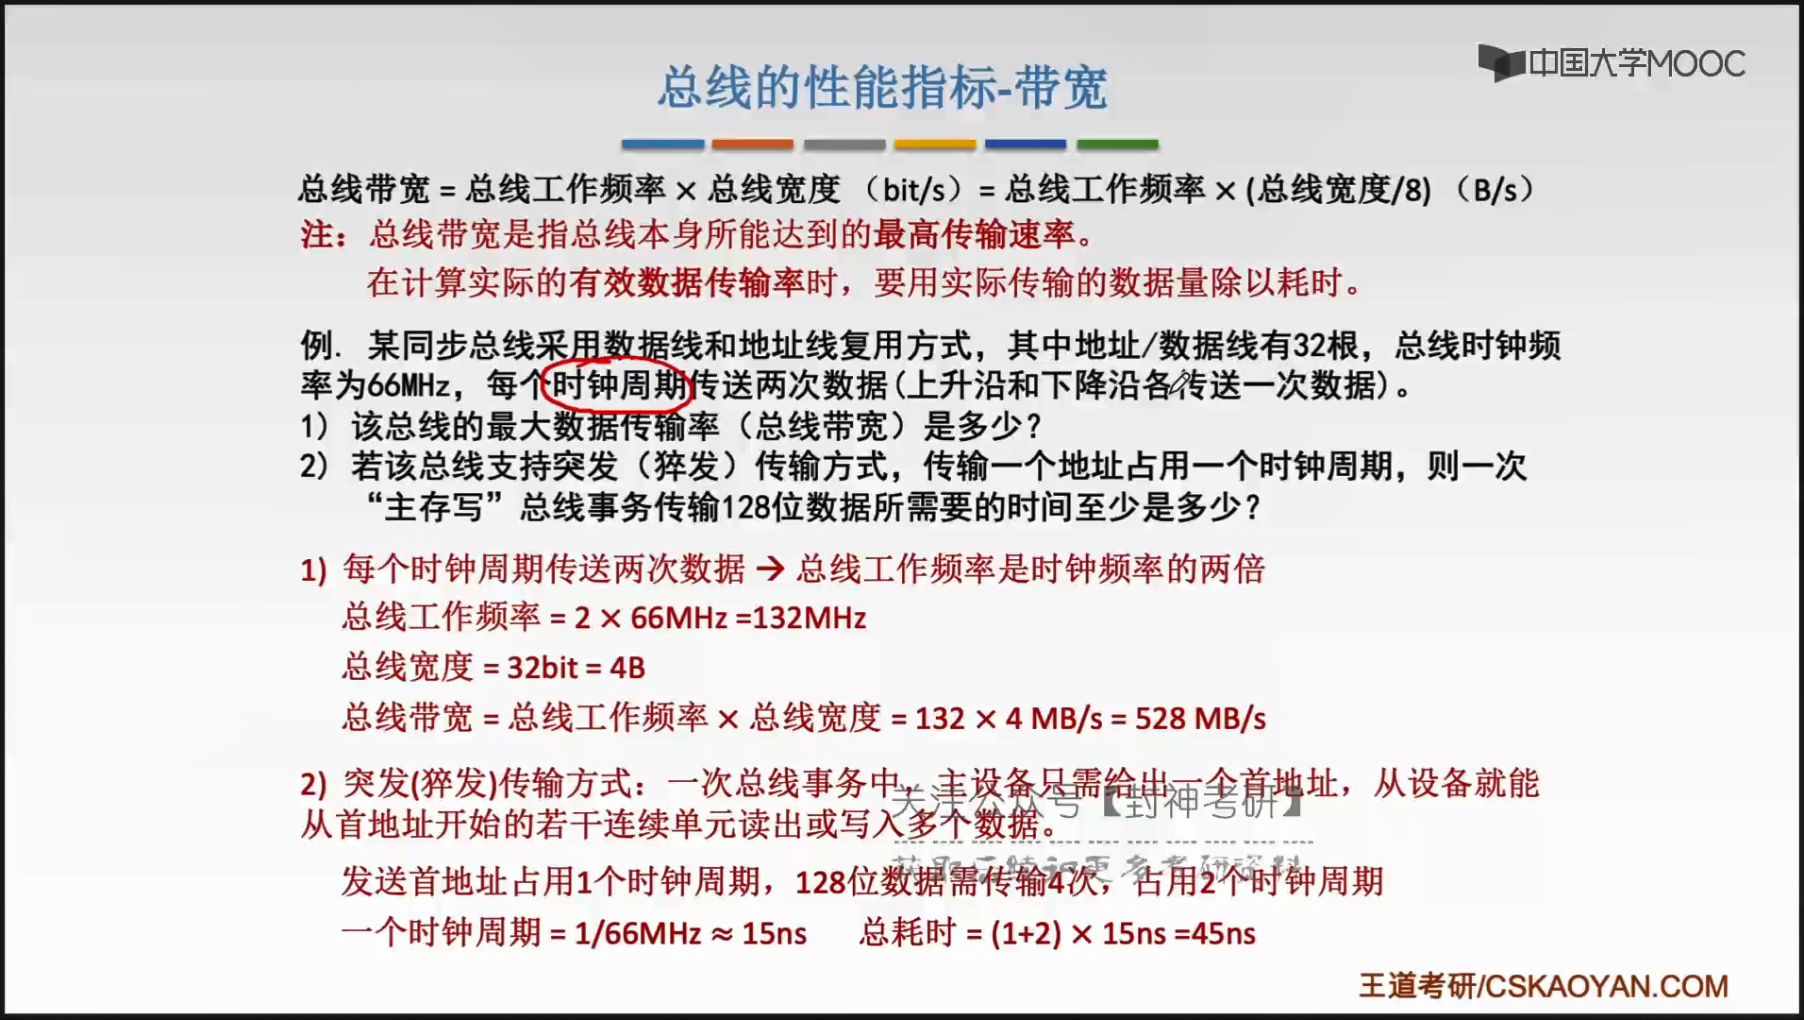 中国大学MOOC
总线的性能指标-带宽
总线带宽 = 总线工作频率 × 总线宽度 （bit/s）= 总线工作频率 × (总线宽度/8) （B/s）
注：总线带宽是指总线本身所能达到的最高传输速率。
在计算实际的有效数据传输率时，要用实际传输的数据量除以耗时。
例. 某同步总线采用数据线和地址线复用方式，其中地址/数据线有32根，总线时钟频
率为66MHz，每个时钟周期传送两次数据(上升沿和下降沿各传送一次数据)。
1) 该总线的最大数据传输率（总线带宽）是多少？
2) 若该总线支持突发（猝发）传输方式，传输一个地址占用一个时钟周期，则一次
“主存写”总线事务传输128位数据所需要的时间至少是多少？
1) 每个时钟周期传送两次数据 → 总线工作频率是时钟频率的两倍
总线工作频率 = 2 × 66MHz =132MHz
总线宽度 = 32bit = 4B
总线带宽 = 总线工作频率 × 总线宽度 = 132 × 4 MB/s = 528 MB/s
2) 突发(猝发)传输方式：一次总线事务中，主设备只需给出一个首地址，从设备就能
从首地址开始的若干连续单元读出或写入多个数据。
关注公众号【封神考研】
获取后续和更多考研资料
发送首地址占用1个时钟周期，128位数据需传输4次，占用2个时钟周期
一个时钟周期 = 1/66MHz ≈ 15ns 总耗时 = (1+2) × 15ns =45ns
王道考研/CSKAOYAN.COM